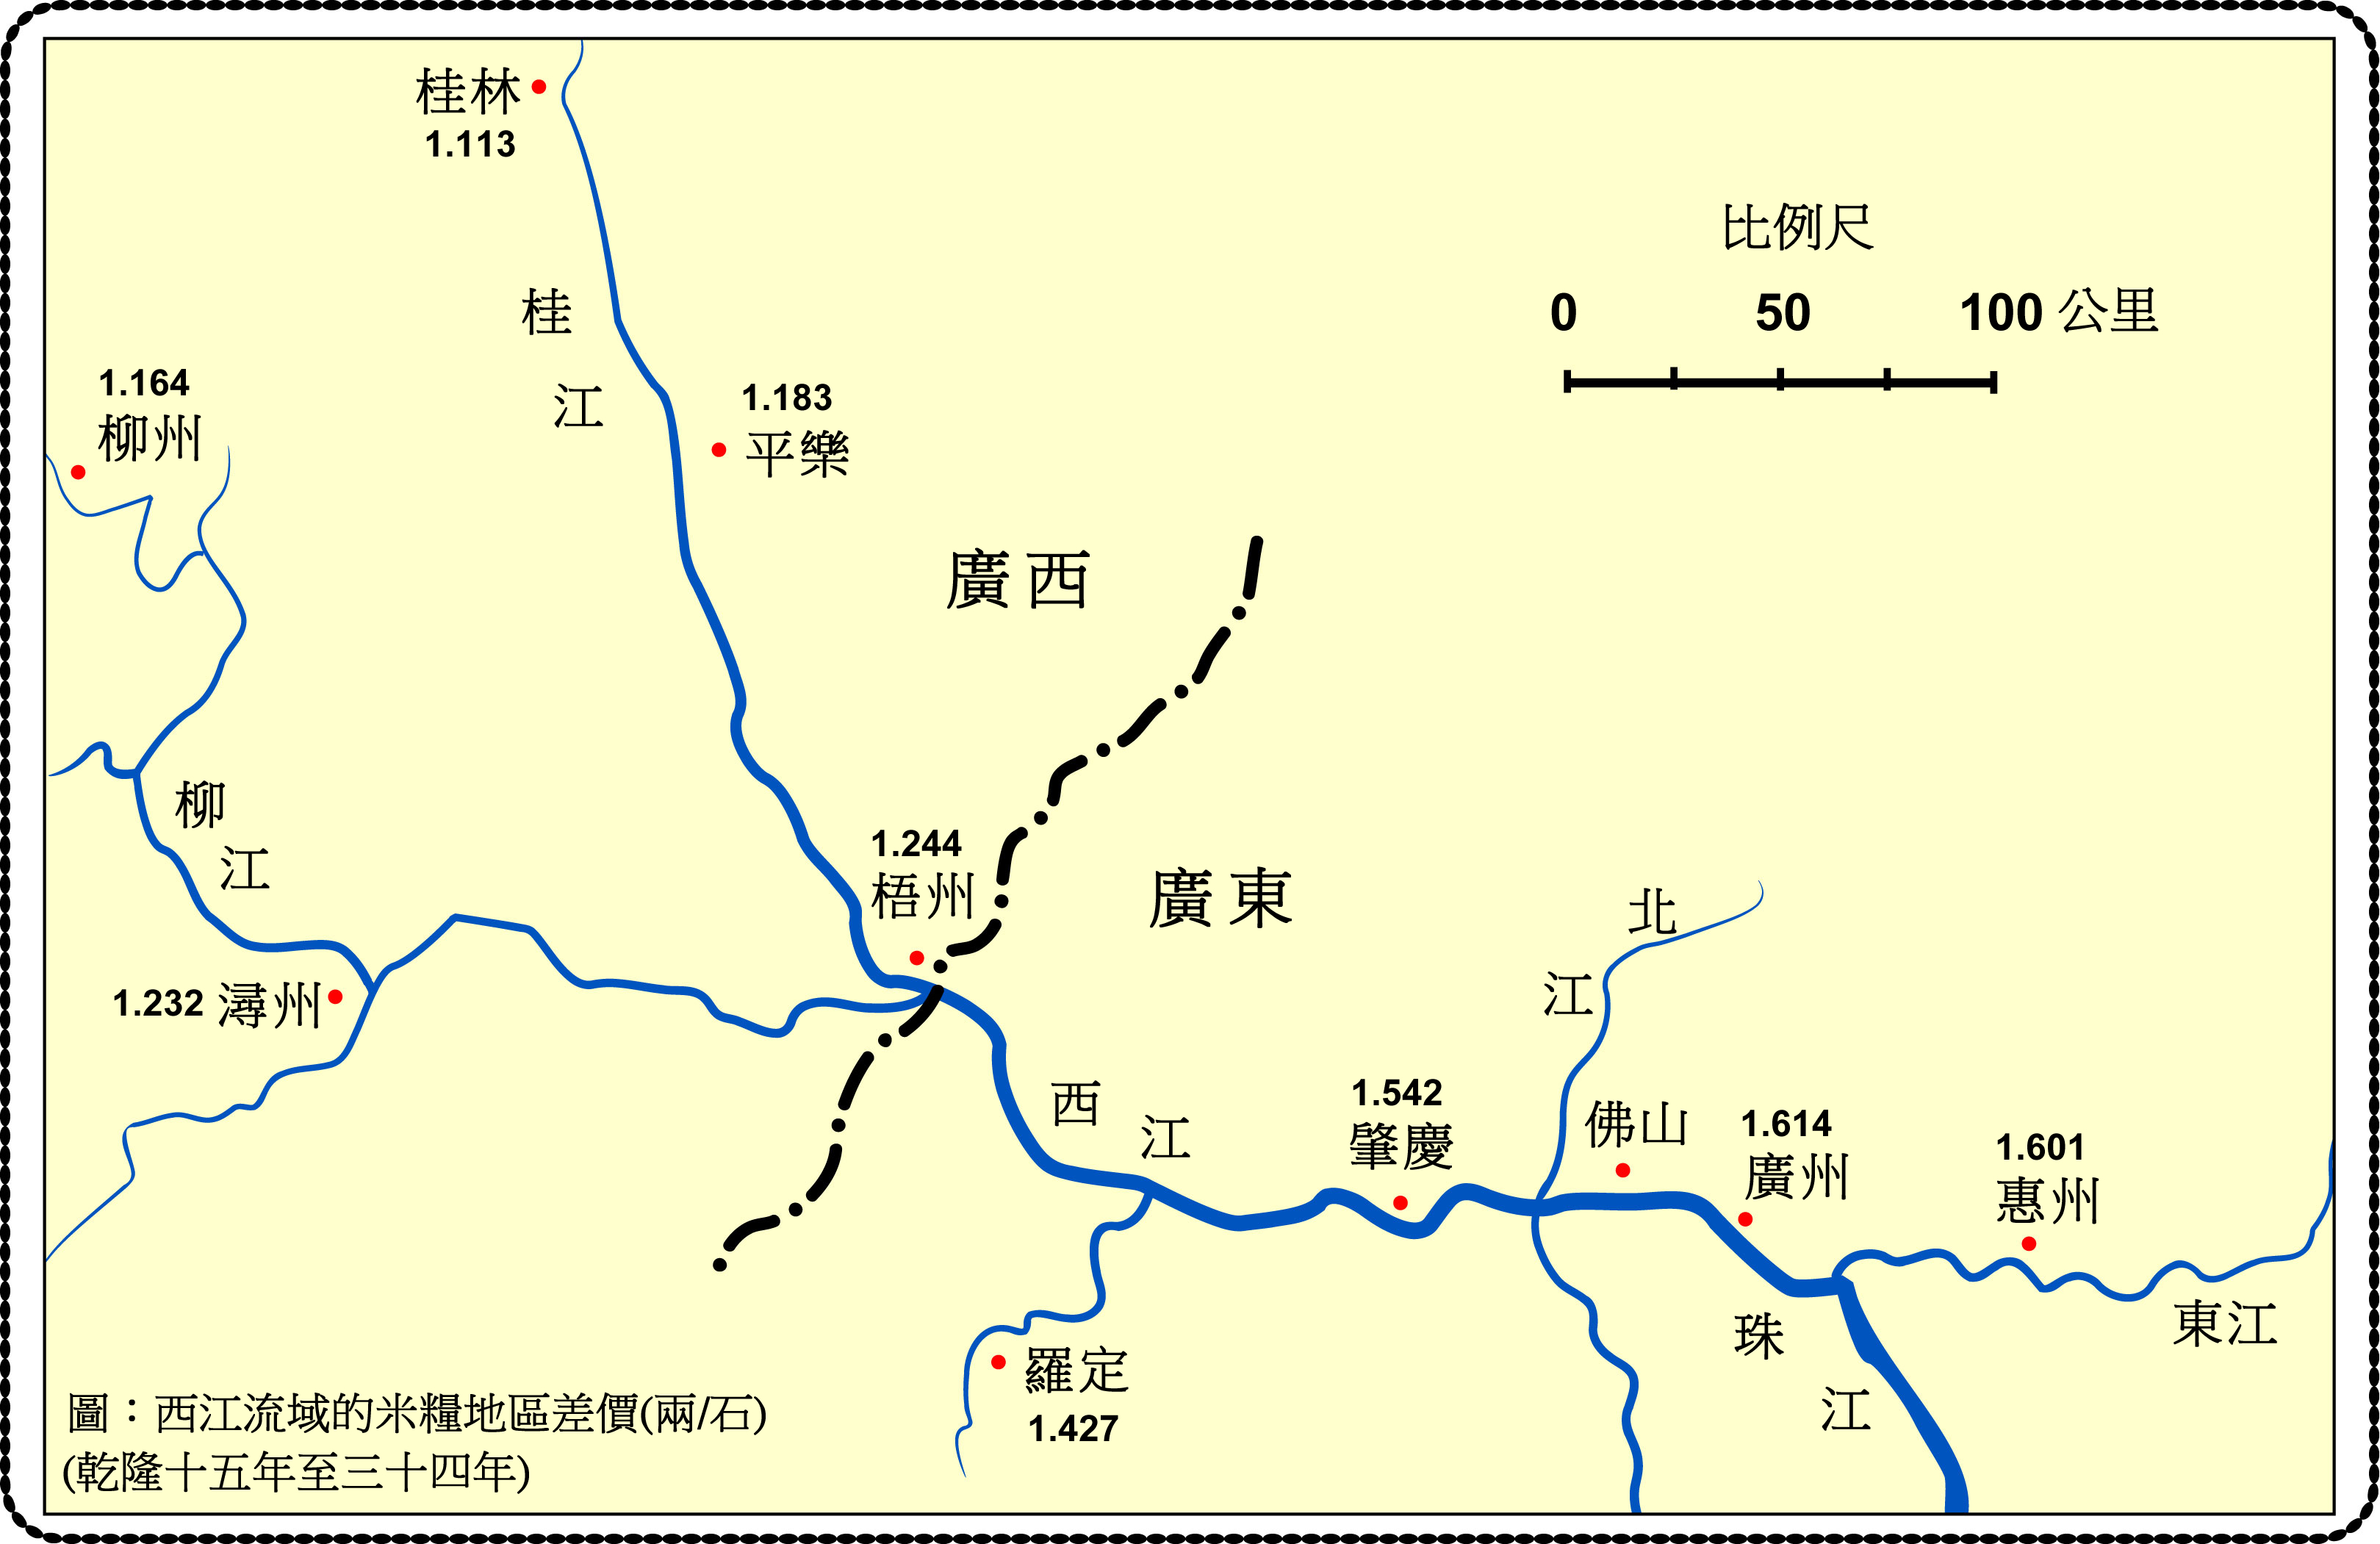 桂林
1.113
比例尺
0 50 100 公里
桂江
1.164
柳州
1.183
平樂
廣西
柳江
1.244
梧州
廣東
北江
1.232 潯州
西江
1.542
肇慶
佛山
1.614
廣州
1.601
惠州
珠江
東江
羅定
1.427
圖：西江流域的米糧地區差價(兩/石)
(乾隆十五年至三十四年)